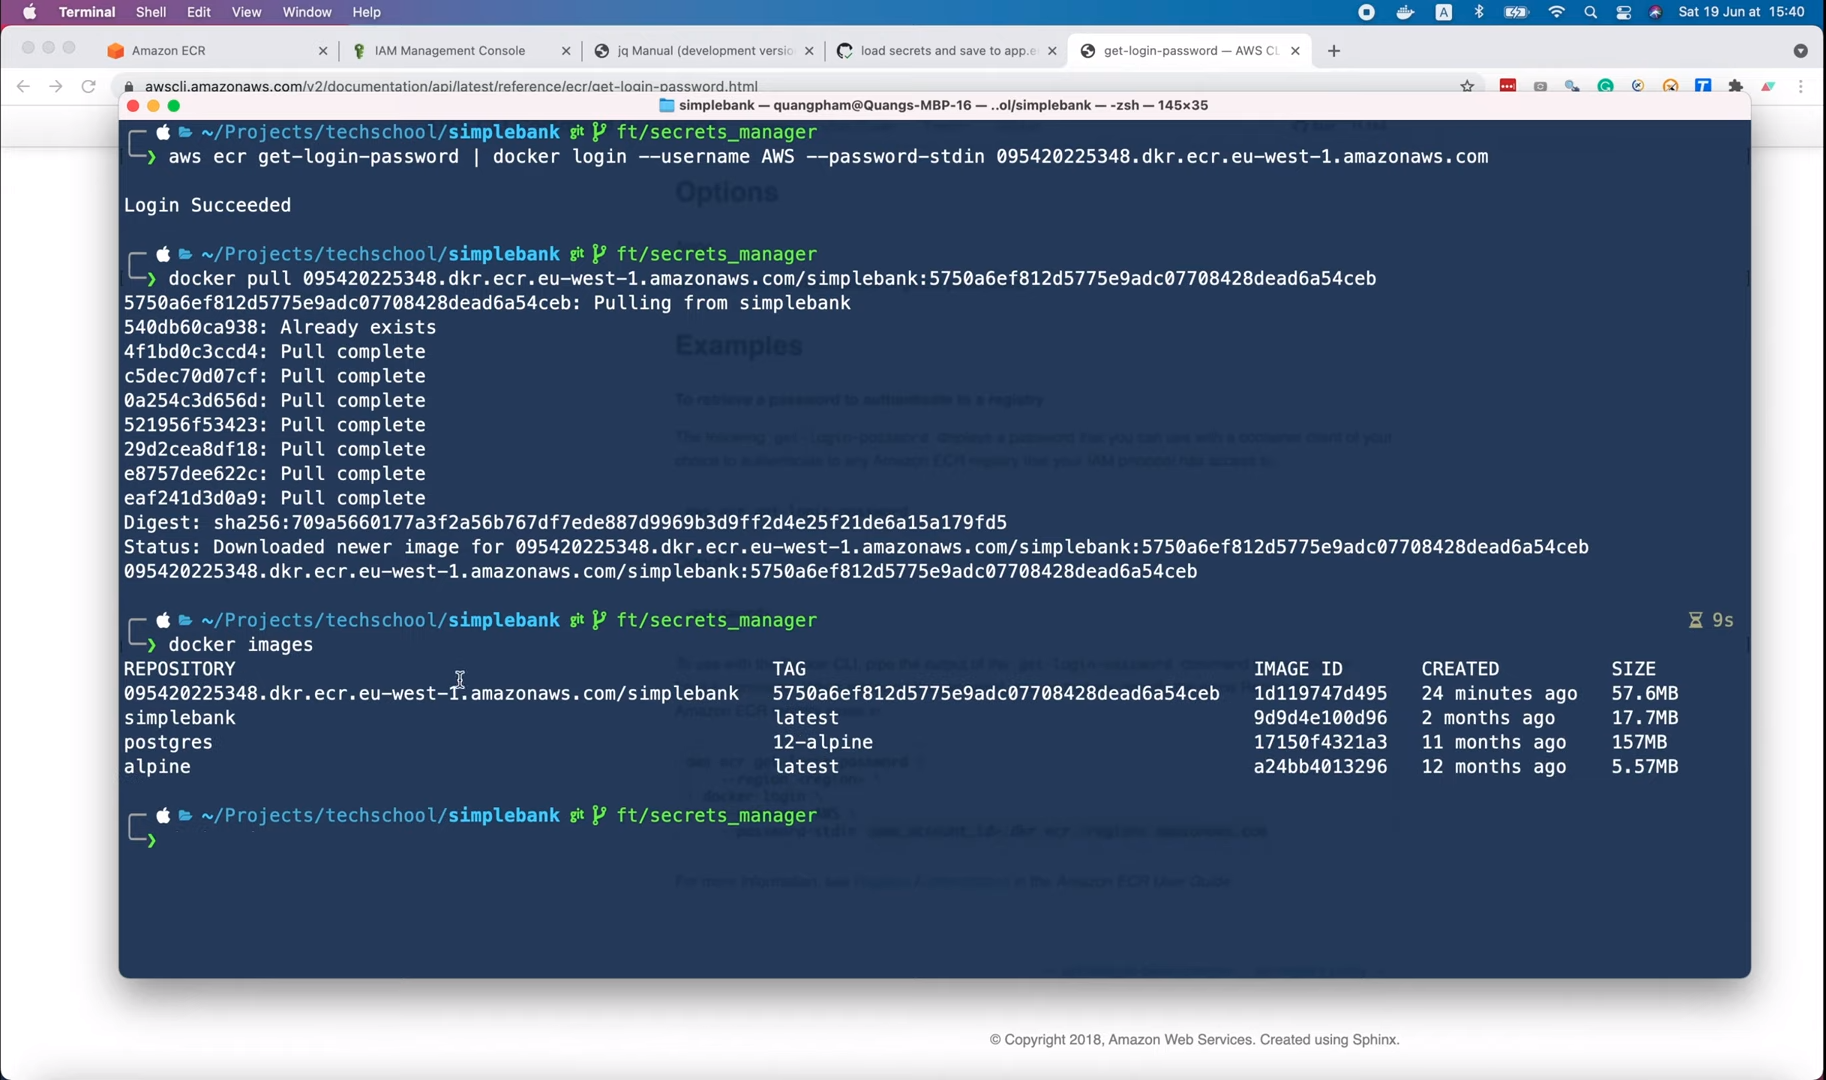 Terminal Shell Edit View Window Help Sat 19 Jun at 15:40
Amazon ECR IAM Management Console jq Manual (development versio load secrets and save to app.e get-login-password — AWS CL
awscli.amazonaws.com/v2/documentation/api/latest/reference/ecr/get-login-password.html
simplebank — quangpham@Quangs-MBP-16 — ..ol/simplebank — -zsh — 145×35
~/Projects/techschool/simplebank git ft/secrets_manager
❯ aws ecr get-login-password | docker login --username AWS --password-stdin 095420225348.dkr.ecr.eu-west-1.amazonaws.com
Options
Login Succeeded
~/Projects/techschool/simplebank git ft/secrets_manager
❯ docker pull 095420225348.dkr.ecr.eu-west-1.amazonaws.com/simplebank:5750a6ef812d5775e9adc07708428dead6a54ceb
5750a6ef812d5775e9adc07708428dead6a54ceb: Pulling from simplebank
540db60ca938: Already exists
Examples
4f1bd0c3ccd4: Pull complete
c5dec70d07cf: Pull complete
0a254c3d656d: Pull complete
To retrieve a password to authenticate to a registry
521956f53423: Pull complete
29d2cea8df18: Pull complete
e8757dee622c: Pull complete
eaf241d3d0a9: Pull complete
Digest: sha256:709a5660177a3f2a56b767df7ede887d9969b3d9ff2d4e25f21de6a15a179fd5
Status: Downloaded newer image for 095420225348.dkr.ecr.eu-west-1.amazonaws.com/simplebank:5750a6ef812d5775e9adc07708428dead6a54ceb
095420225348.dkr.ecr.eu-west-1.amazonaws.com/simplebank:5750a6ef812d5775e9adc07708428dead6a54ceb
~/Projects/techschool/simplebank git ft/secrets_manager 9s
❯ docker images
REPOSITORY TAG IMAGE ID CREATED SIZE
095420225348.dkr.ecr.eu-west-1.amazonaws.com/simplebank 5750a6ef812d5775e9adc07708428dead6a54ceb 1d119747d495 24 minutes ago 57.6MB
simplebank latest 9d9d4e100d96 2 months ago 17.7MB
postgres 12-alpine 17150f4321a3 11 months ago 157MB
alpine latest a24bb4013296 12 months ago 5.57MB
~/Projects/techschool/simplebank git ft/secrets_manager
❯
© Copyright 2018, Amazon Web Services. Created using Sphinx.